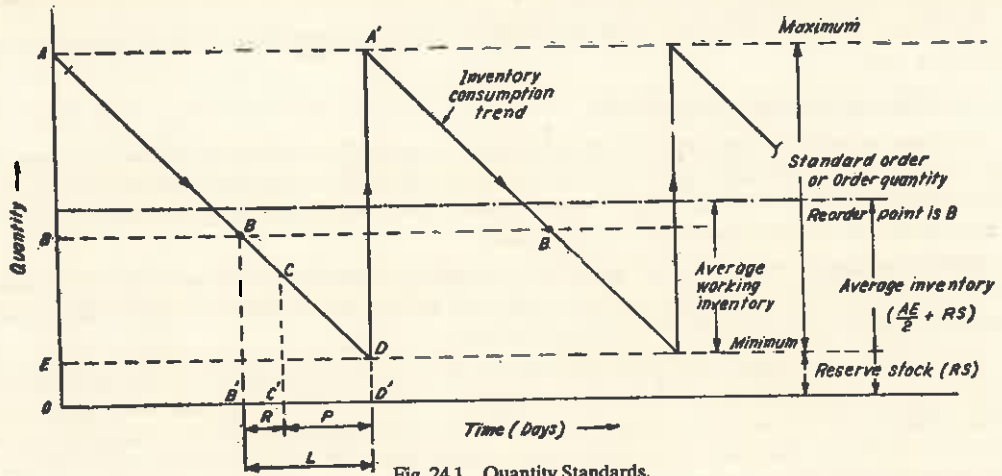 Maximum
A
A'
Inventory
consumption
trend
Standard order
or Order quantity
Reorder point is B
Quantity
B
B
B
C
Average
working
inventory
Average inventory
(AE/2 + RS)
D
E
Minimum
Reserve stock (RS)
O
B'
C'
D'
R
P
Time (Days)
L
Fig. 24.1 Quantity Standards.